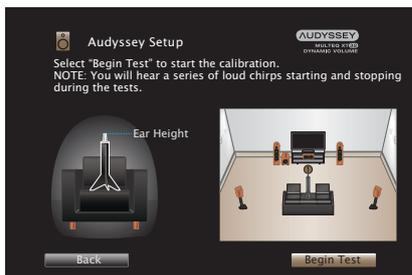 Audyssey Setup
AUDYSSEY
MULTEQ XT32
DYNAMIC VOLUME
Select "Begin Test" to start the calibration.
NOTE: You will hear a series of loud chirps starting and stopping
during the tests.
Ear Height
Back
Begin Test